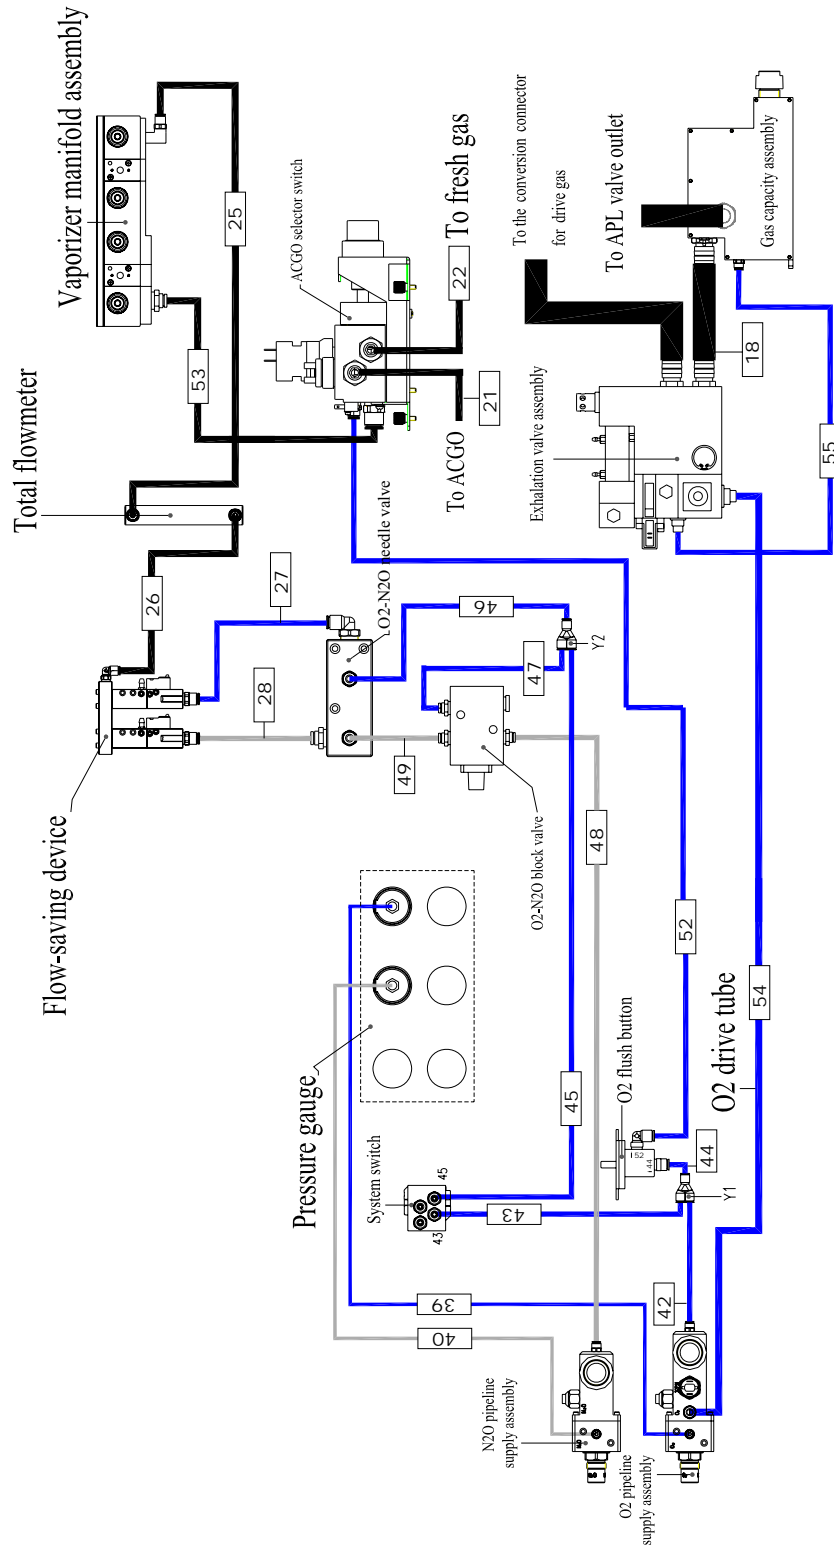 Vaporizer manifold assembly
25
53
ACGO selector switch
To fresh gas
22
21
To ACGO
To the conversion connector
for drive gas
To APL valve outlet
Gas capacity assembly
18
Exhalation valve assembly
55
Total flowmeter
26
27
28
O2-N2O needle valve
46
47
Y2
49
O2-N2O block valve
48
Flow-saving device
Pressure gauge
52
54
O2 drive tube
O2 flush button
52
44
44
Y1
45
System switch
45
43
43
39
40
42
N2O pipeline
supply assembly
O2 pipeline
supply assembly